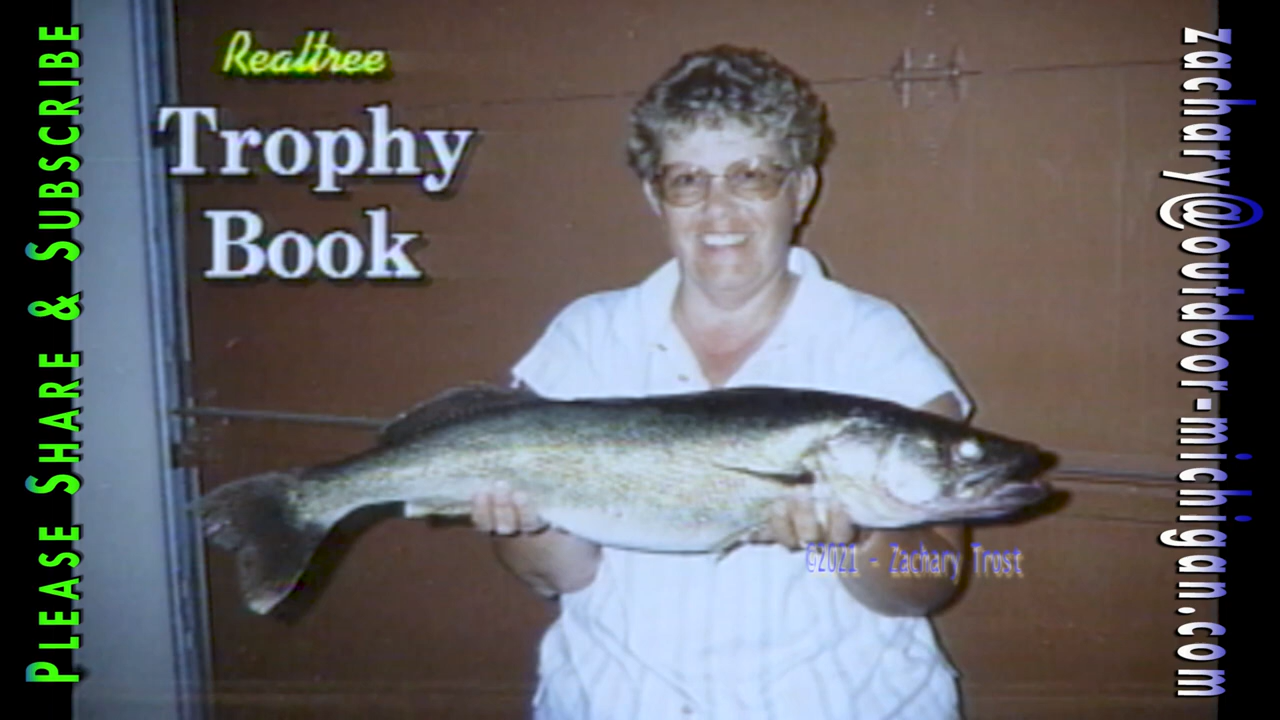 Realtree
Trophy
Book
PLEASE SHARE & SUBSCRIBE
zachary@outdoor-michigan.com
©2021 - Zachary Trost